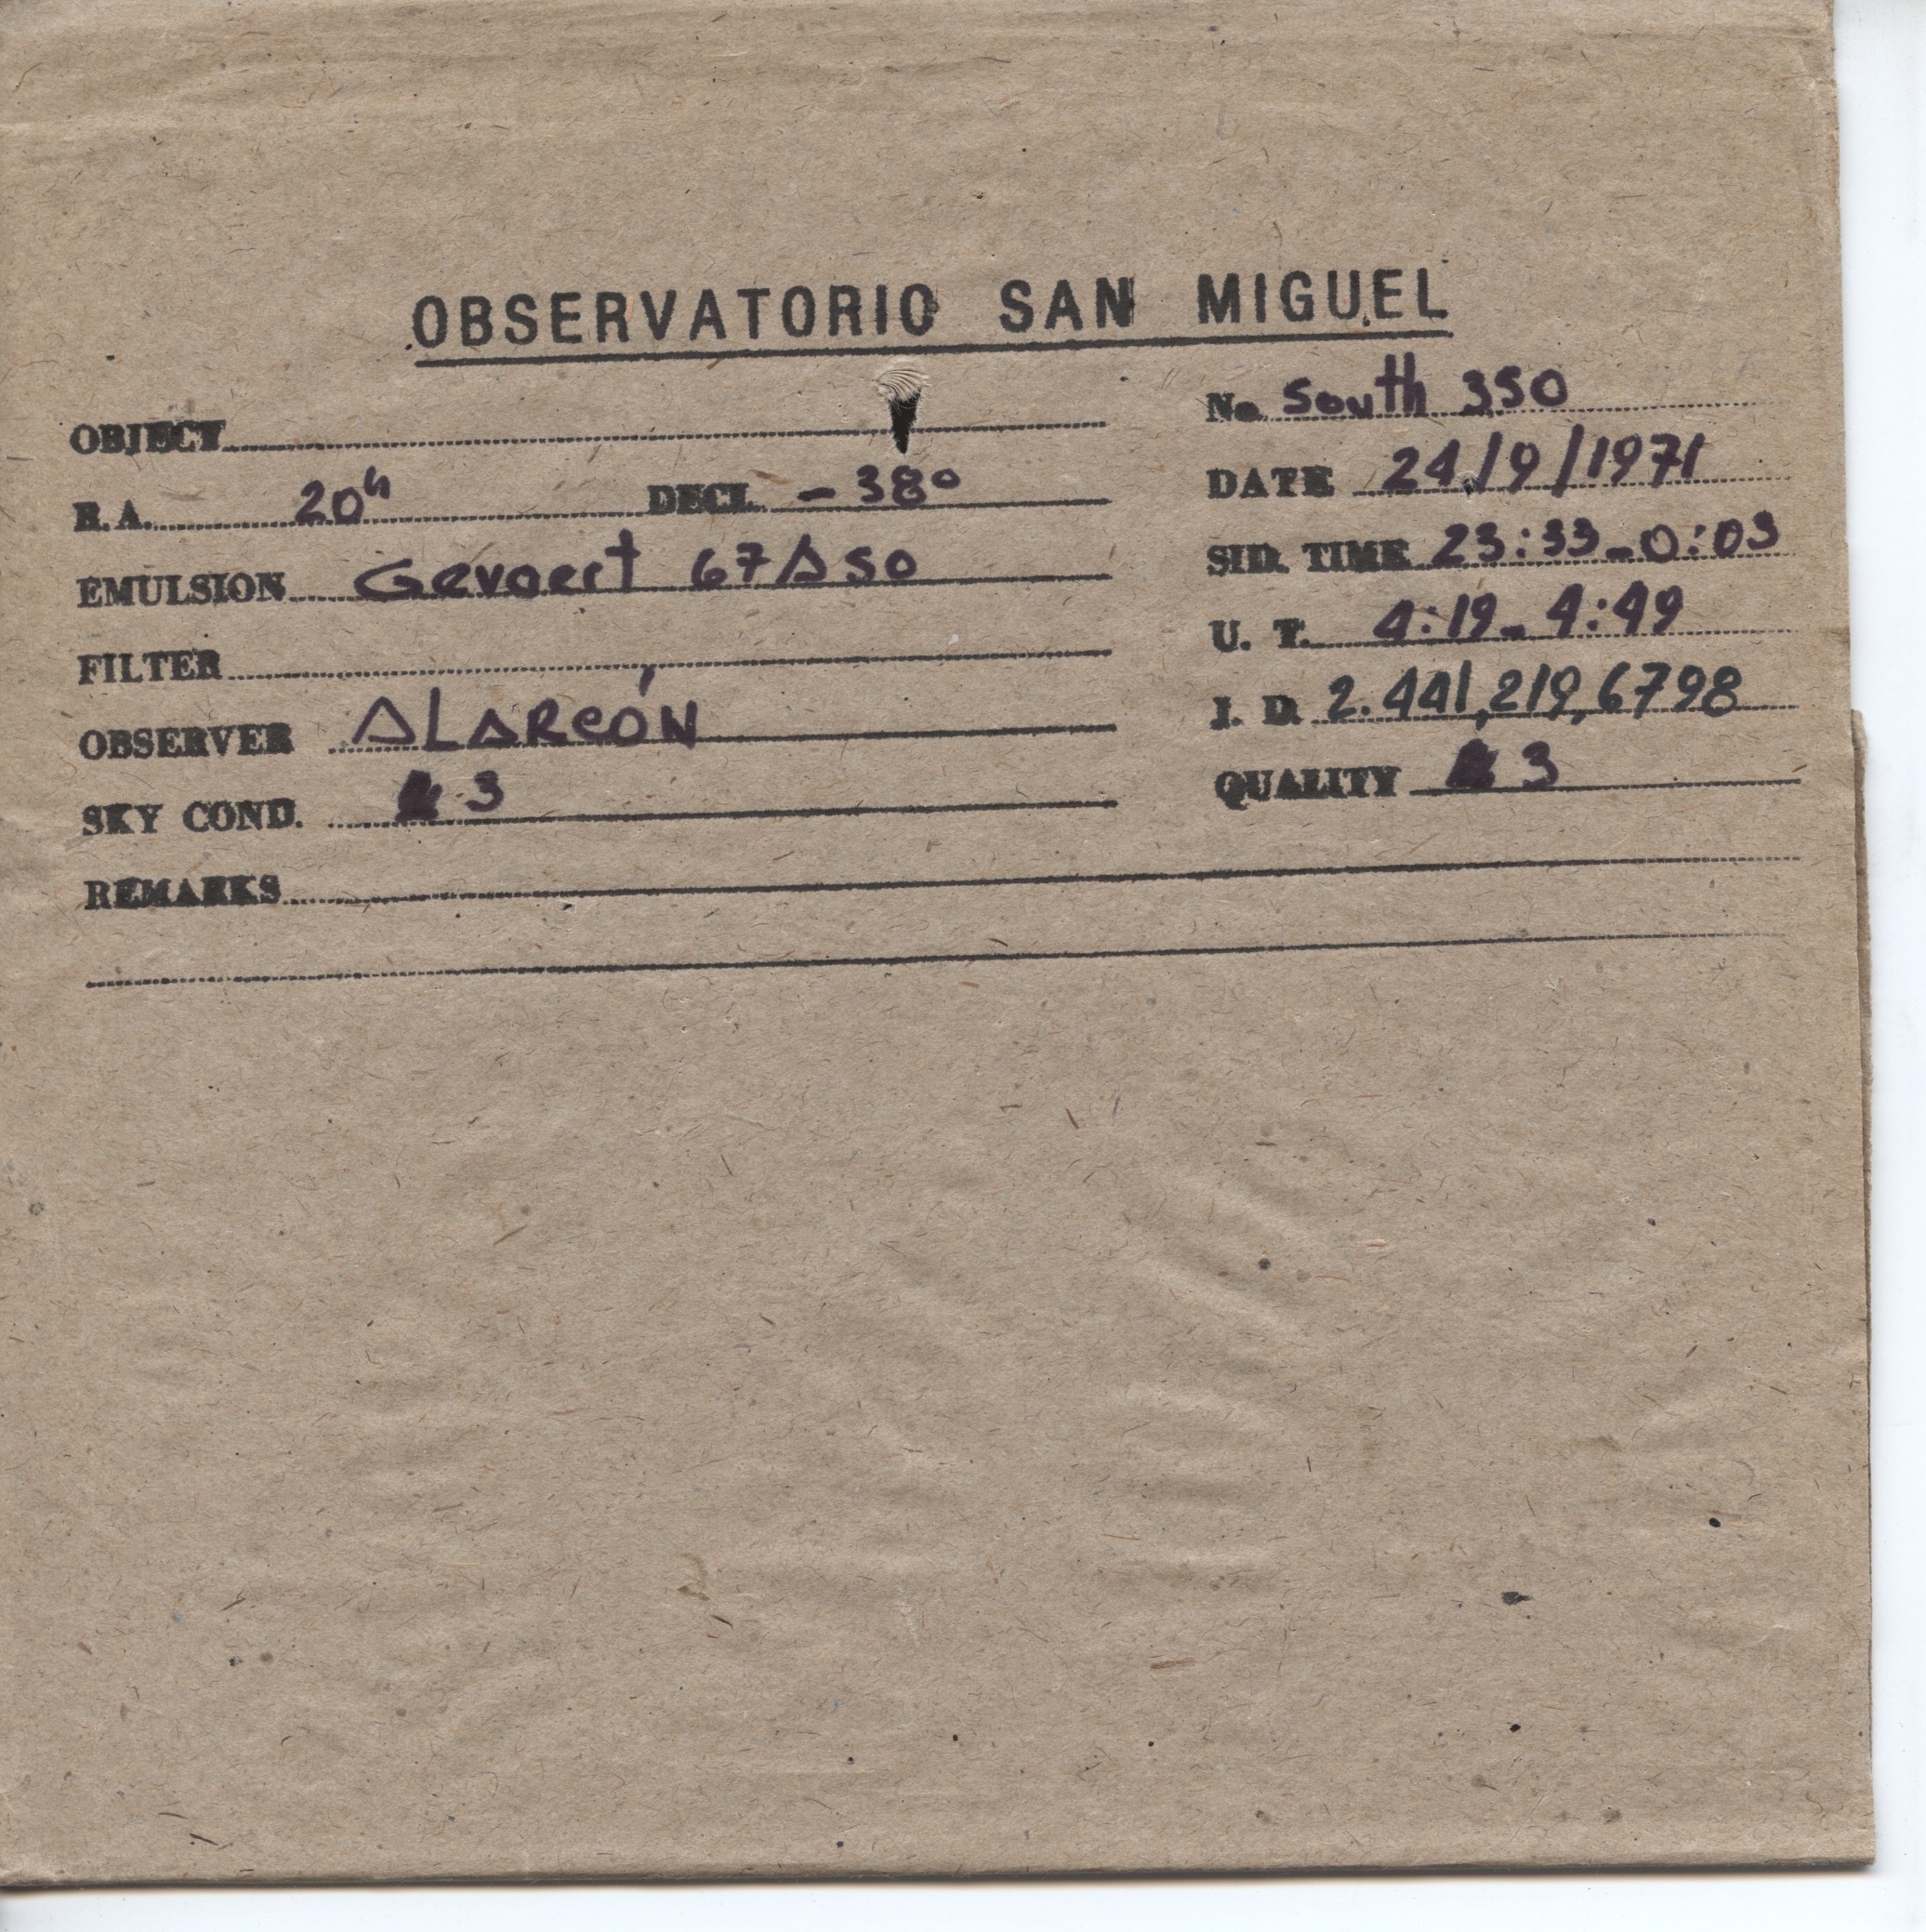 OBSERVATORIO SAN MIGUEL
OBJECT
No. South 350
R.A. 20h DECL. -38°
DATE 24/9/1971
EMULSION Gevaert 67A50
SID. TIME 23:33-0:03
FILTER
U. T. 4:19-4:49
OBSERVER ALARCÓN
J. D. 2.441,219,6798
SKY COND. 3
QUALITY 3
REMARKS